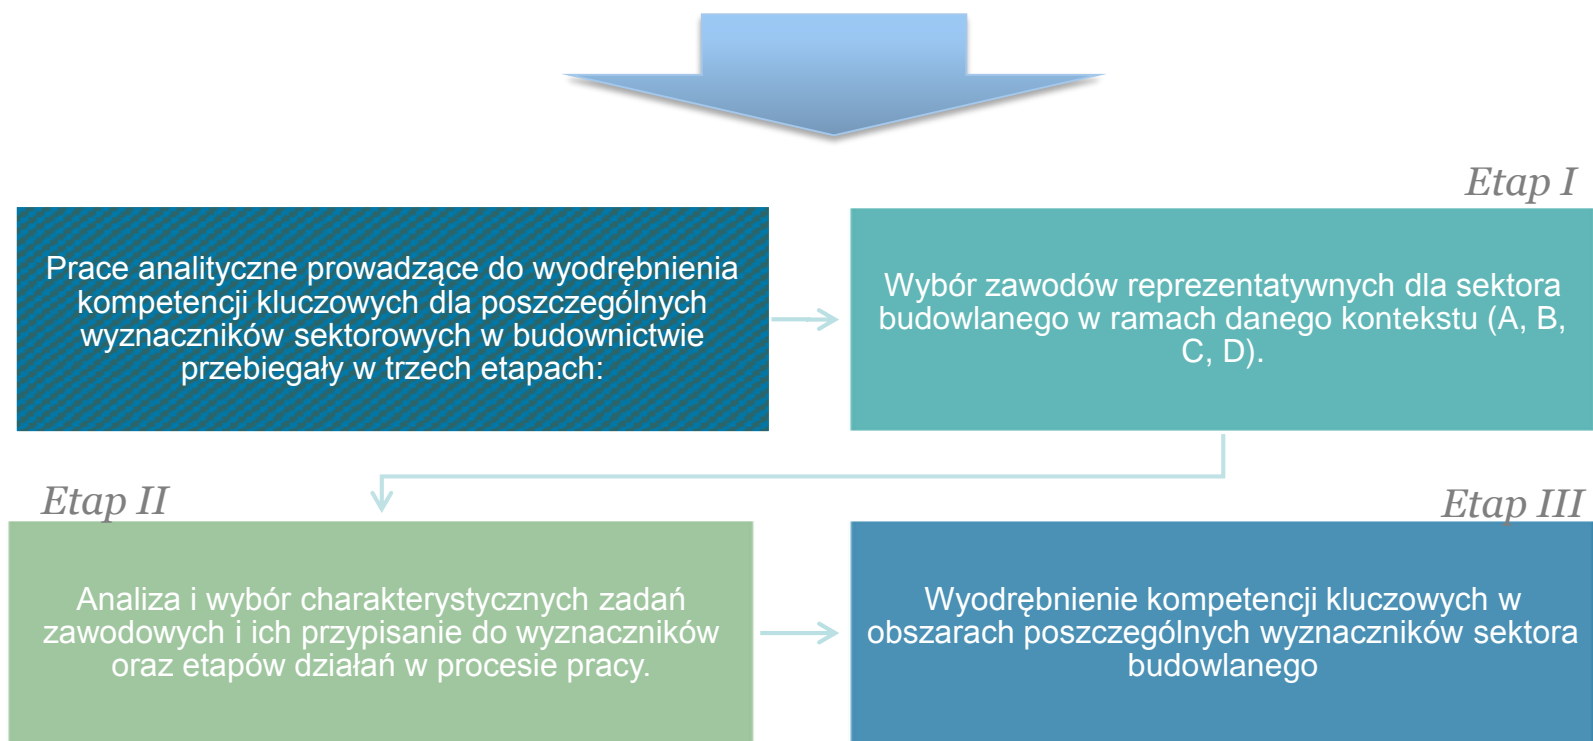 Etap I
Prace analityczne prowadzące do wyodrębnienia
kompetencji kluczowych dla poszczególnych
wyznaczników sektorowych w budownictwie
przebiegały w trzech etapach:
Wybór zawodów reprezentatywnych dla sektora
budowlanego w ramach danego kontekstu (A, B,
C, D).
Etap II
Analiza i wybór charakterystycznych zadań
zawodowych i ich przypisanie do wyznaczników
oraz etapów działań w procesie pracy.
Etap III
Wyodrębnienie kompetencji kluczowych w
obszarach poszczególnych wyznaczników sektora
budowlanego